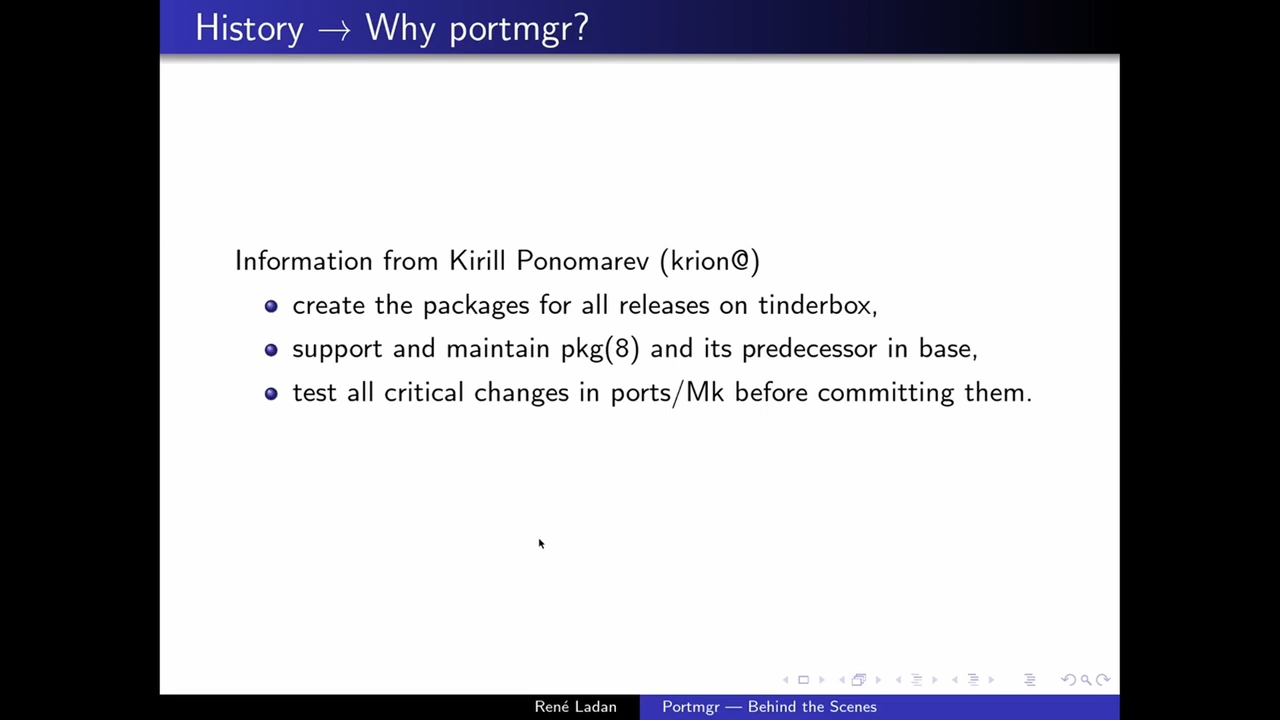 History → Why portmgr?
Information from Kirill Ponomarev (krion@)
create the packages for all releases on tinderbox,
support and maintain pkg(8) and its predecessor in base,
test all critical changes in ports/Mk before committing them.
René Ladan
Portmgr — Behind the Scenes